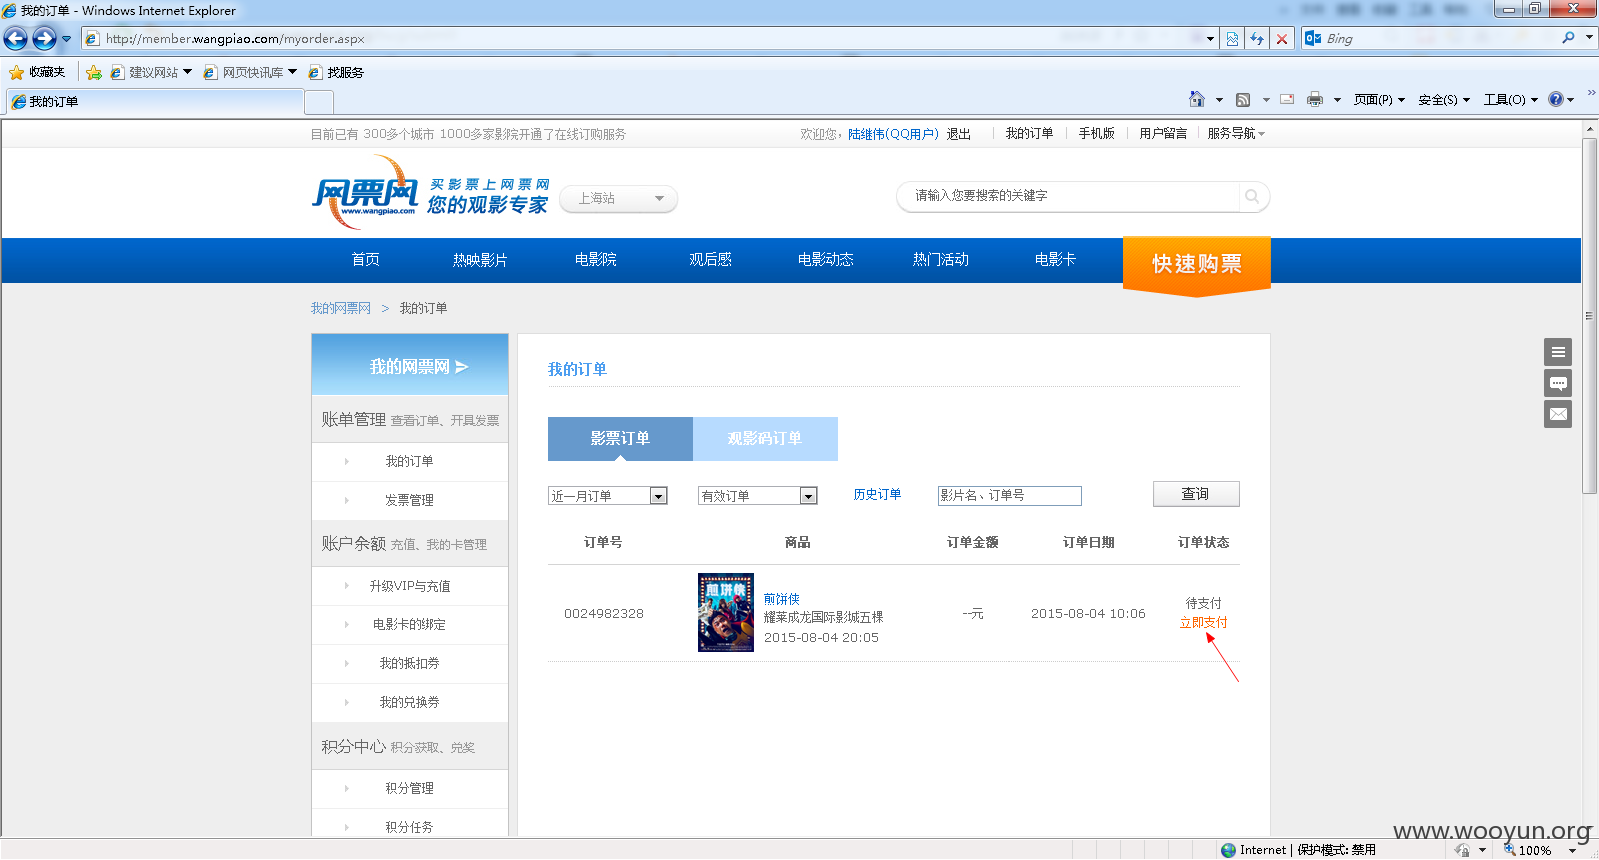 我的订单 - Windows Internet Explorer
http://member.wangpiao.com/myorder.aspx
Bing
收藏夹
建议网站
网页快讯库
找服务
我的订单
页面(P)
安全(S)
工具(O)
»
目前已有 300多个城市 1000多家影院开通了在线订购服务
欢迎您，陆继伟(QQ用户) 退出
我的订单
手机版
用户留言
服务导航
网票网
www.wangpiao.com
买影票上网票网
您的观影专家
上海站
请输入您要搜索的关键字
首页
热映影片
电影院
观后感
电影动态
热门活动
电影卡
快速购票
我的网票网 > 我的订单
我的网票网
账单管理 查看订单、开具发票
我的订单
发票管理
账户余额 充值、我的卡管理
升级VIP与充值
电影卡的绑定
我的抵扣券
我的兑换券
积分中心 积分获取、兑奖
积分管理
积分任务
我的订单
影票订单
观影码订单
近一月订单
有效订单
历史订单
影片名、订单号
查询
订单号
商品
订单金额
订单日期
订单状态
0024982328
煎饼侠
煎饼侠
耀莱成龙国际影城五棵
2015-08-04 20:05
--元
2015-08-04 10:06
待支付
立即支付
www.wooyun.org
Internet | 保护模式: 禁用
100%